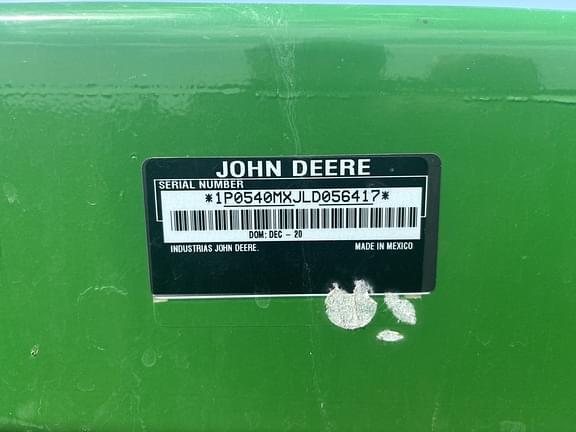 JOHN DEERE
SERIAL NUMBER
*1P0540MXJLD056417*
DOM: DEC - 20
INDUSTRIAS JOHN DEERE. MADE IN MEXICO